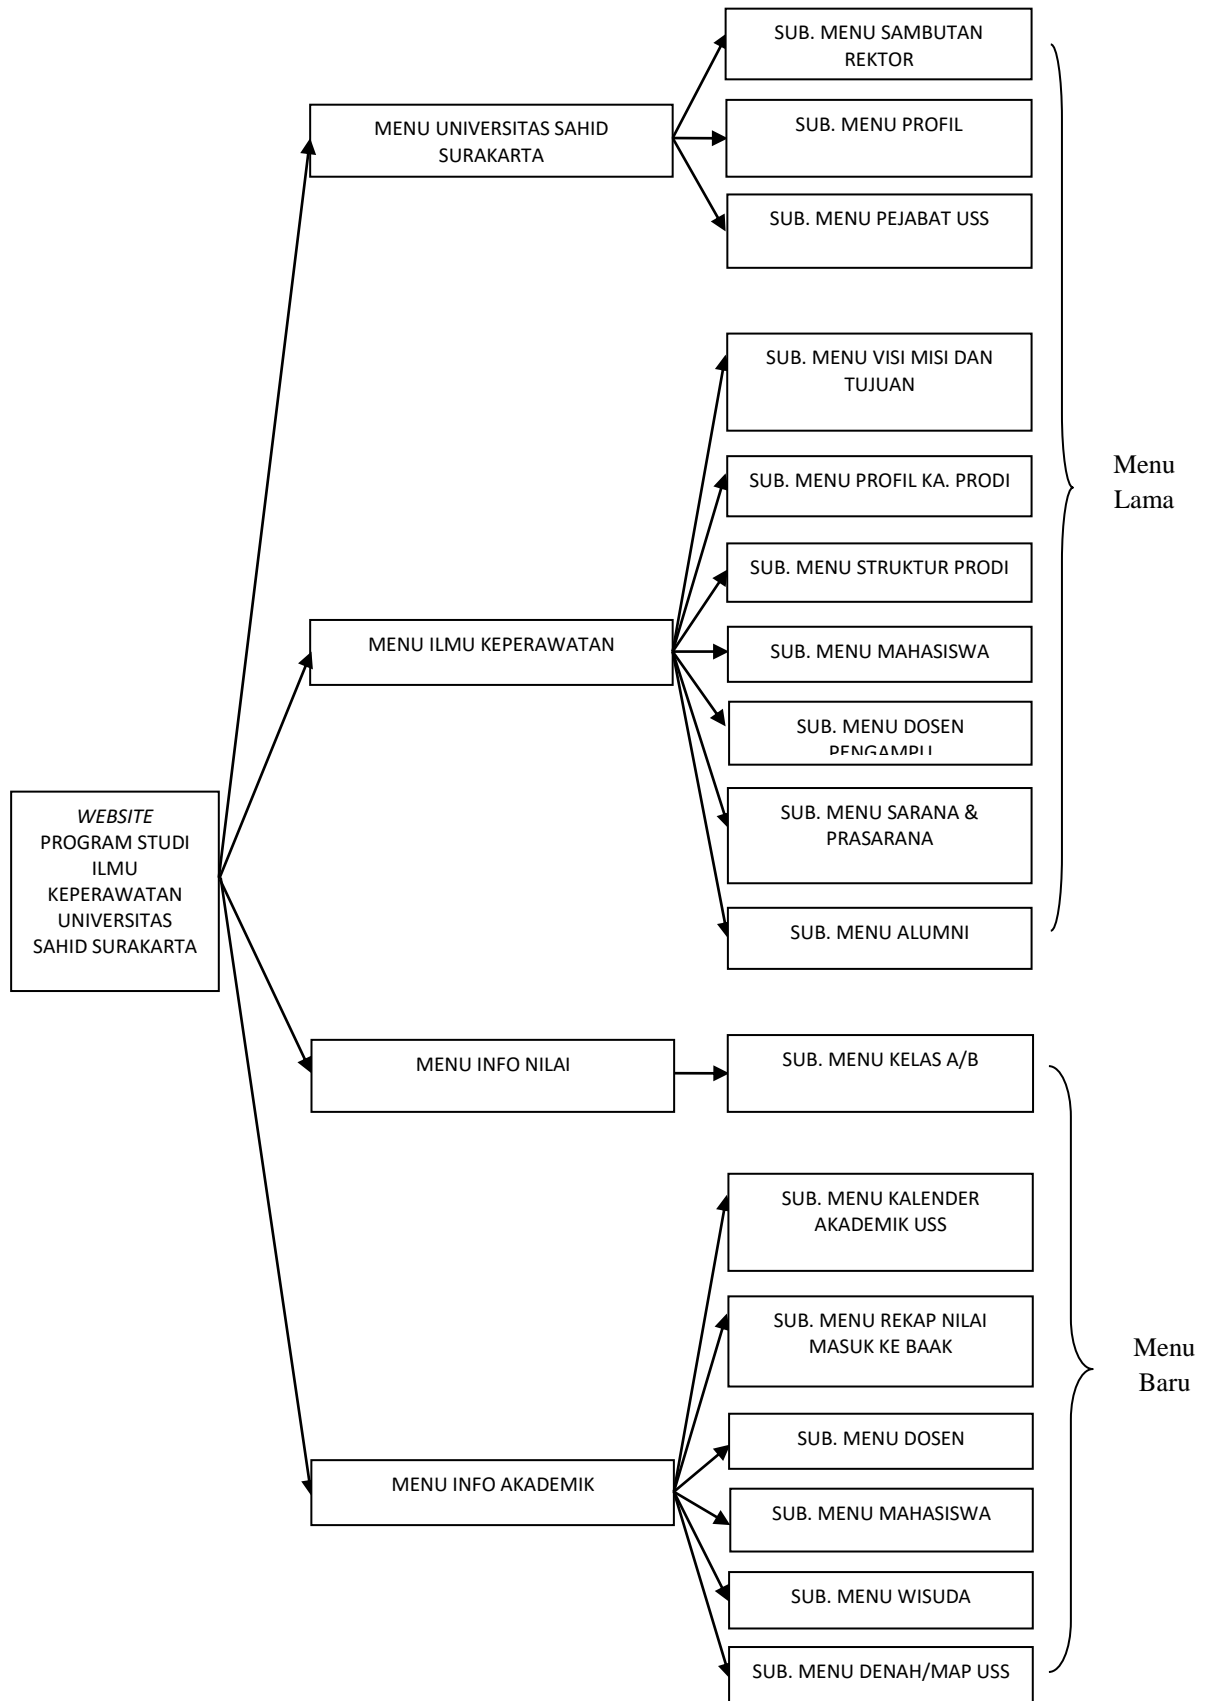 WEBSITE
PROGRAM STUDI
ILMU
KEPERAWATAN
UNIVERSITAS
SAHID SURAKARTA
MENU UNIVERSITAS SAHID
SURAKARTA
SUB. MENU SAMBUTAN
REKTOR
SUB. MENU PROFIL
SUB. MENU PEJABAT USS
MENU ILMU KEPERAWATAN
SUB. MENU VISI MISI DAN
TUJUAN
SUB. MENU PROFIL KA. PRODI
SUB. MENU STRUKTUR PRODI
SUB. MENU MAHASISWA
SUB. MENU DOSEN
PENGAMPU
SUB. MENU SARANA &
PRASARANA
SUB. MENU ALUMNI
Menu
Lama
MENU INFO NILAI
SUB. MENU KELAS A/B
MENU INFO AKADEMIK
SUB. MENU KALENDER
AKADEMIK USS
SUB. MENU REKAP NILAI
MASUK KE BAAK
SUB. MENU DOSEN
SUB. MENU MAHASISWA
SUB. MENU WISUDA
SUB. MENU DENAH/MAP USS
Menu
Baru